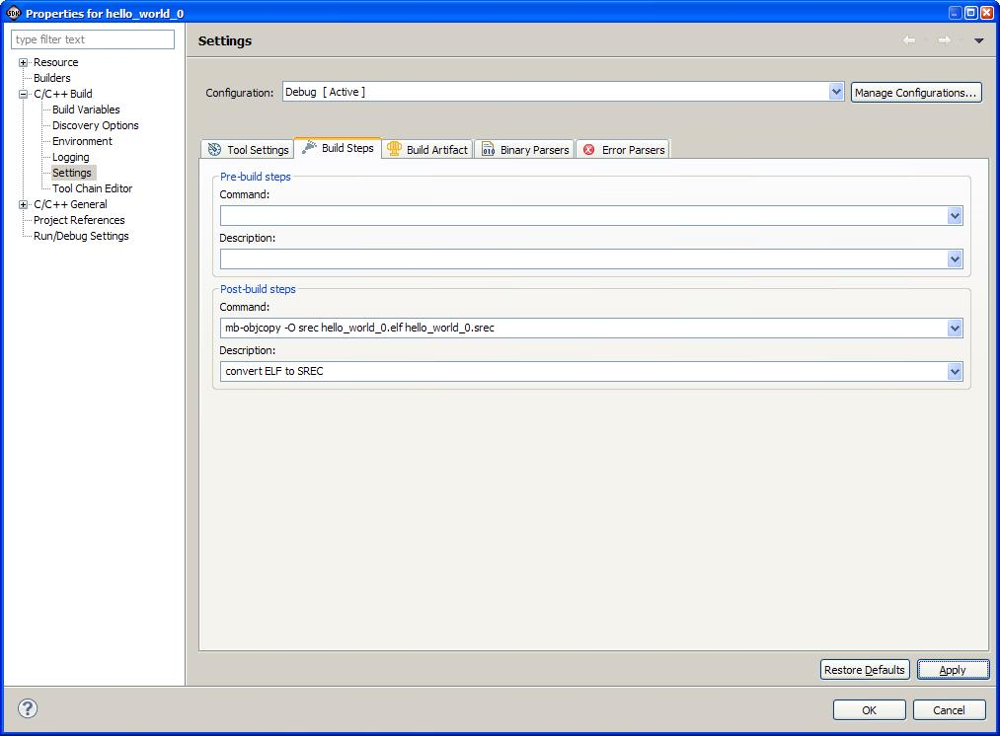 SDK Properties for hello_world_0
type filter text
Resource
Builders
C/C++ Build
Build Variables
Discovery Options
Environment
Logging
Settings
Tool Chain Editor
C/C++ General
Project References
Run/Debug Settings
Settings
Configuration: Debug [ Active ] Manage Configurations...
Tool Settings Build Steps Build Artifact 010 Binary Parsers Error Parsers
Pre-build steps
Command:
Description:
Post-build steps
Command:
mb-objcopy -O srec hello_world_0.elf hello_world_0.srec
Description:
convert ELF to SREC
Restore Defaults Apply
? OK Cancel